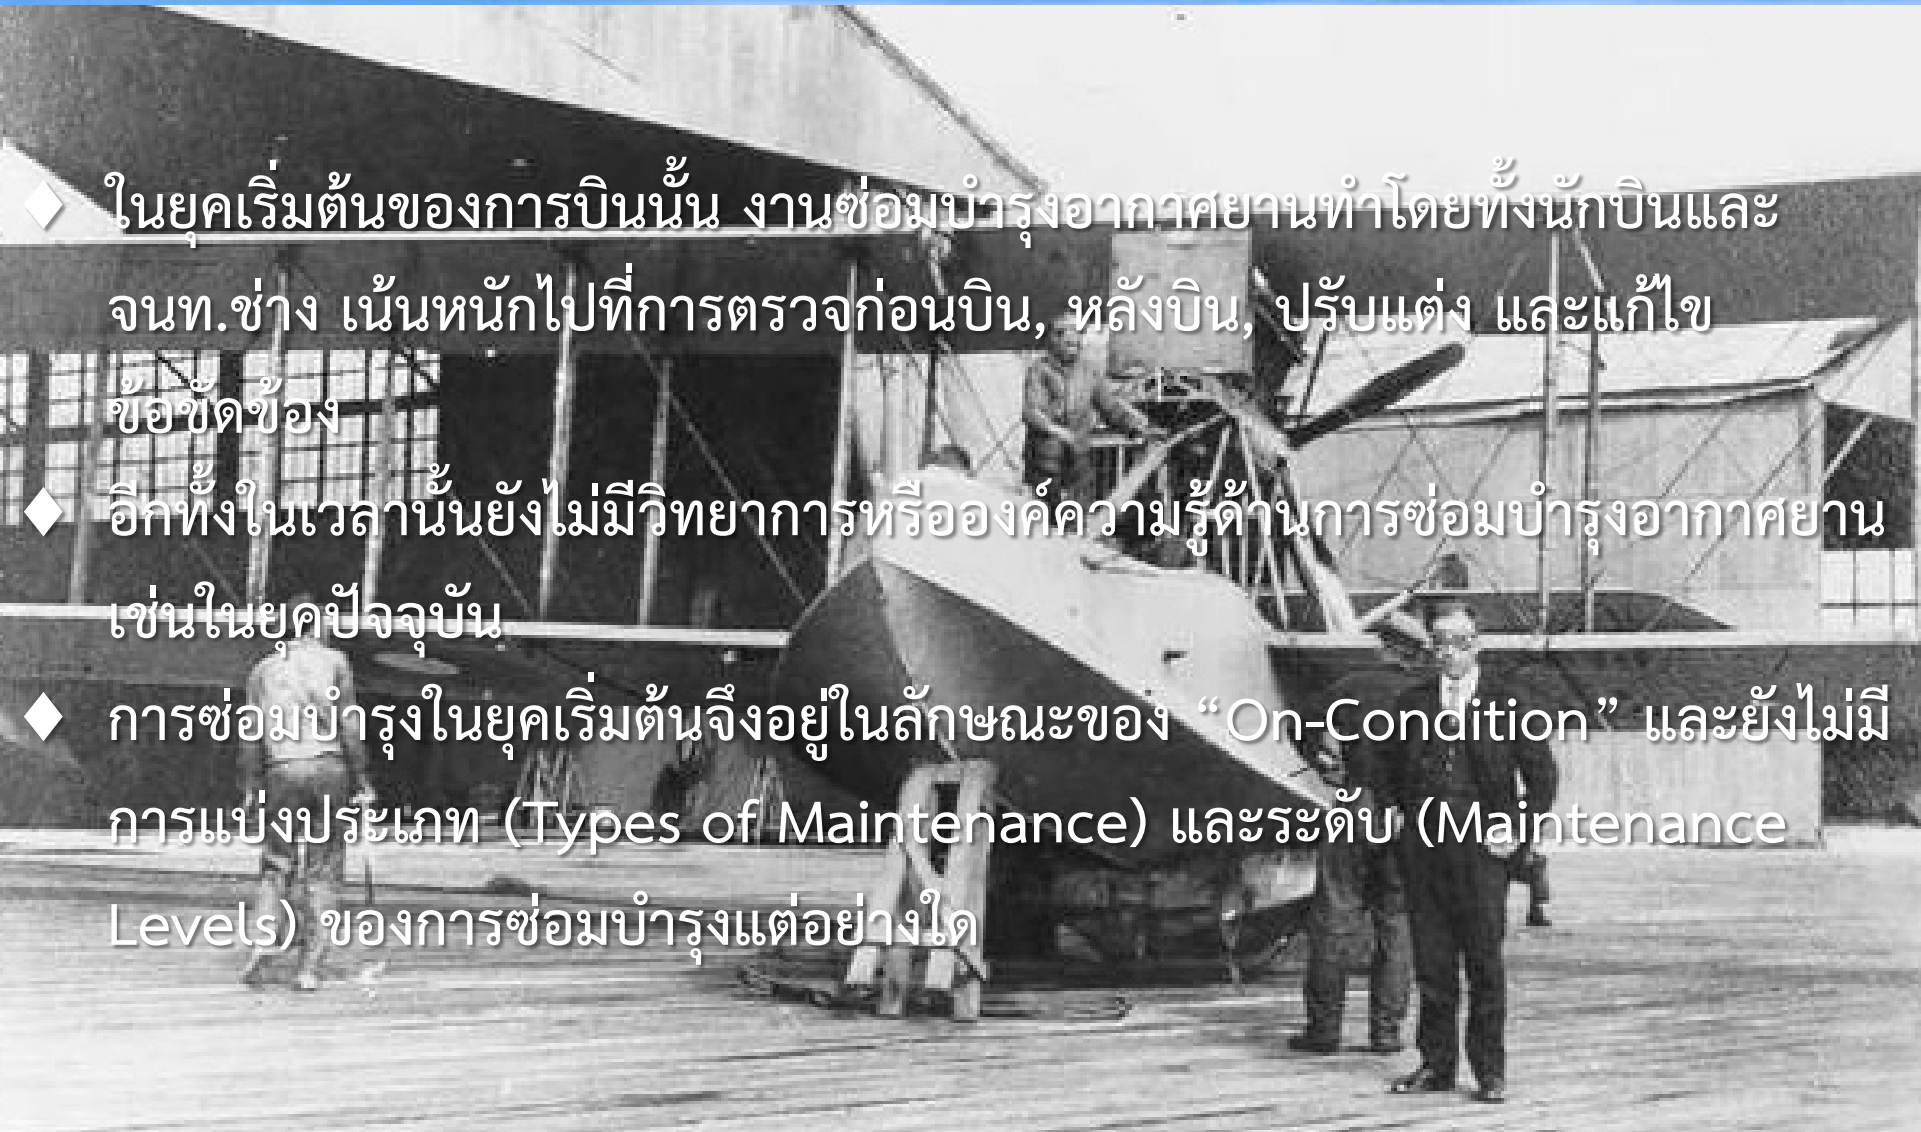 ♦ ในยุคเริ่มต้นของการบินนั้น งานซ่อมบำรุงอากาศยานทำโดยทั้งนักบินและ
จนท.ช่าง เน้นหนักไปที่การตรวจก่อนบิน, หลังบิน, ปรับแต่ง และแก้ไข
ข้อขัดข้อง
♦ อีกทั้งในเวลานั้นยังไม่มีวิทยาการหรือองค์ความรู้ด้านการซ่อมบำรุงอากาศยาน
เช่นในยุคปัจจุบัน
♦ การซ่อมบำรุงในยุคเริ่มต้นจึงอยู่ในลักษณะของ “On-Condition” และยังไม่มี
การแบ่งประเภท (Types of Maintenance) และระดับ (Maintenance
Levels) ของการซ่อมบำรุงแต่อย่างใด